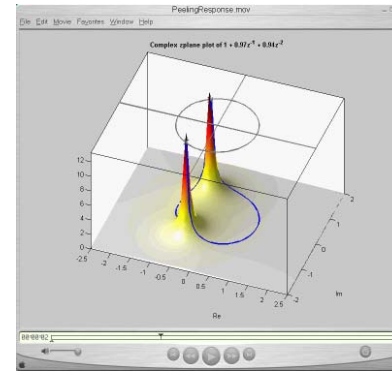 PeelingResponse.mov
File Edit Movie Favorites Window Help
Complex zplane plot of 1 + 0.97z⁻¹ + 0.94z⁻²
12
10
8
6
4
2
0
-2.5 -2 -1.5 -1 -0.5 0 0.5 1 1.5 2 2.5
Re
-2 -1 0 1 2
Im
00:00:02